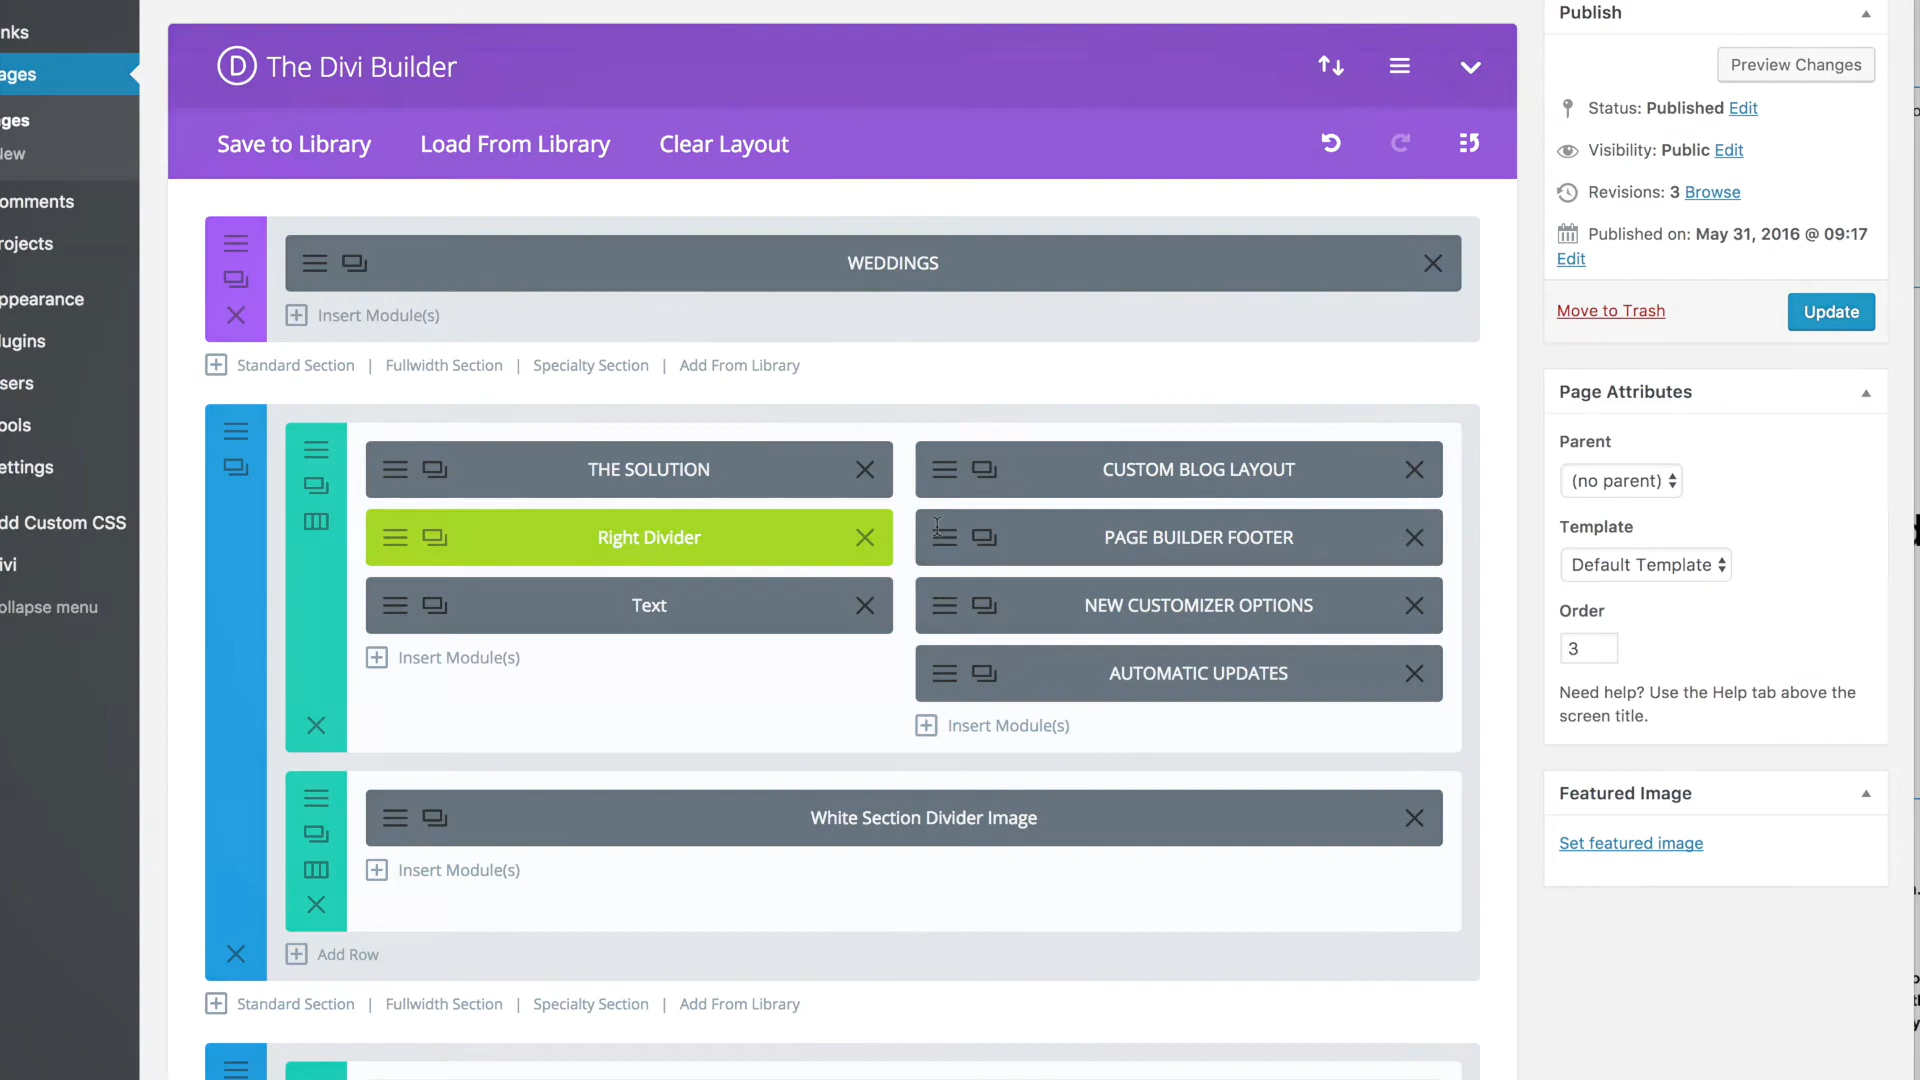 nks
ages
ges
New
omments
rojects
ppearance
lugins
sers
ools
ettings
dd Custom CSS
ivi
ollapse menu
D The Divi Builder
Save to Library Load From Library Clear Layout
WEDDINGS
Insert Module(s)
Standard Section | Fullwidth Section | Specialty Section | Add From Library
THE SOLUTION
Right Divider
Text
Insert Module(s)
CUSTOM BLOG LAYOUT
PAGE BUILDER FOOTER
NEW CUSTOMIZER OPTIONS
AUTOMATIC UPDATES
Insert Module(s)
White Section Divider Image
Insert Module(s)
Add Row
Standard Section | Fullwidth Section | Specialty Section | Add From Library
Publish
Preview Changes
Status: Published Edit
Visibility: Public Edit
Revisions: 3 Browse
Published on: May 31, 2016 @ 09:17
Edit
Move to Trash Update
Page Attributes
Parent
(no parent)
Template
Default Template
Order
3
Need help? Use the Help tab above the
screen title.
Featured Image
Set featured image